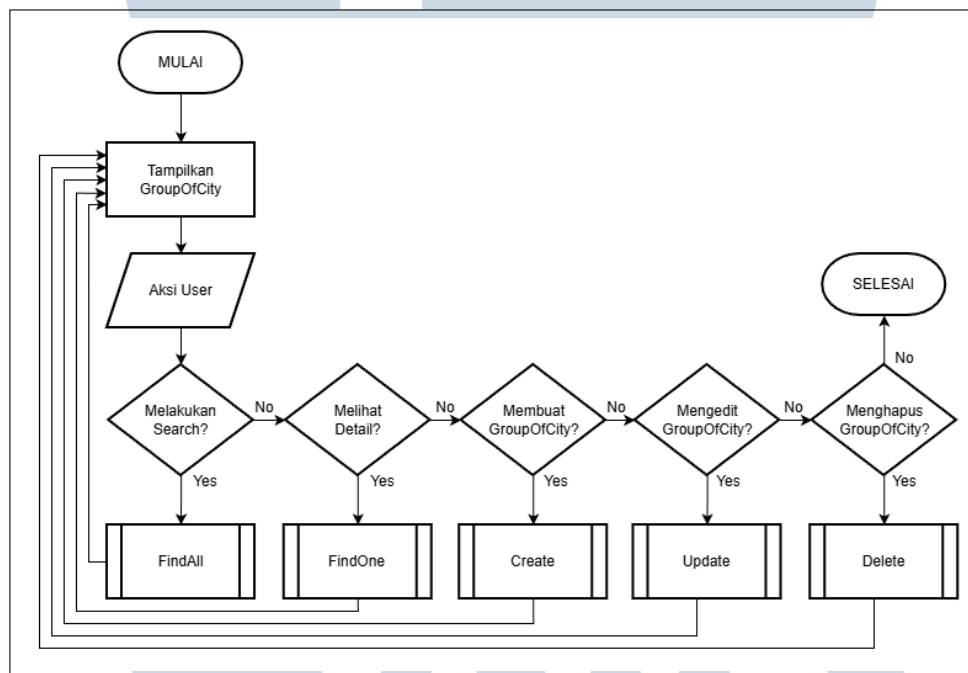 MULAI
Tampilkan
GroupOfCity
Aksi User
SELESAI
No
Melakukan
Search?
No
Melihat
Detail?
No
Membuat
GroupOfCity?
No
Mengedit
GroupOfCity?
No
Menghapus
GroupOfCity?
Yes
Yes
Yes
Yes
Yes
FindAll
FindOne
Create
Update
Delete